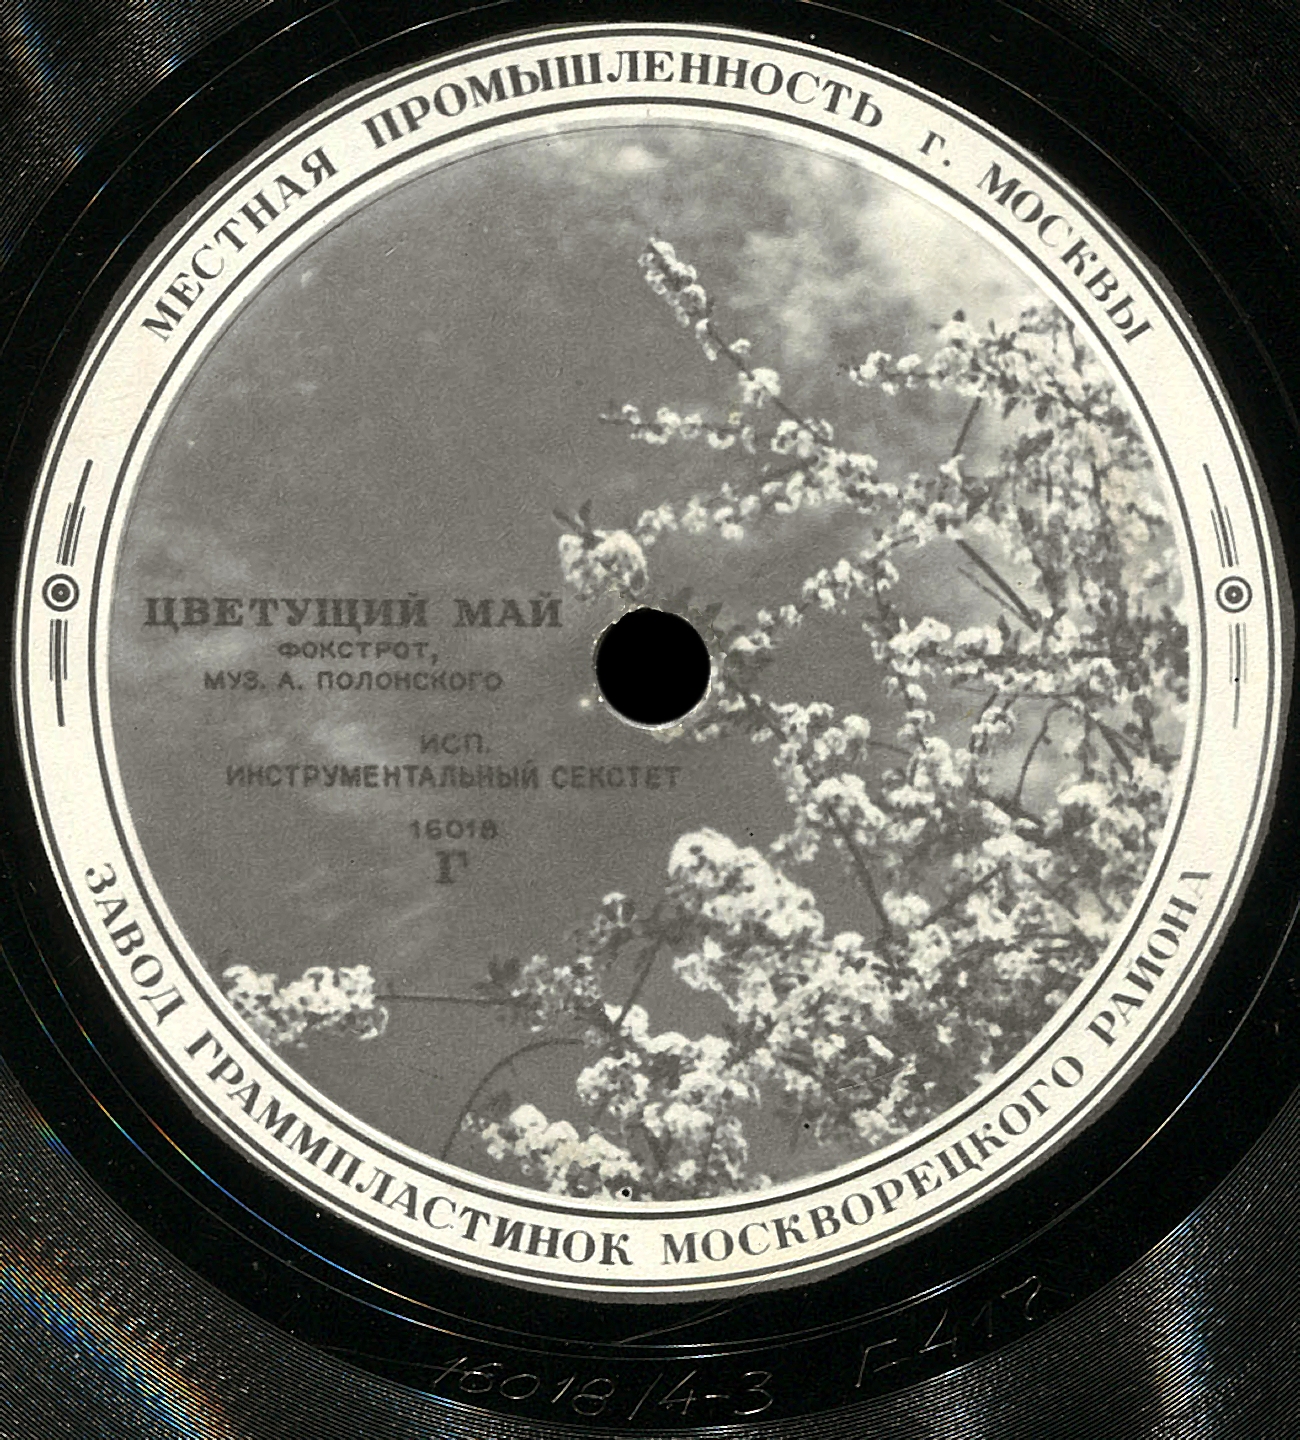 МЕСТНАЯ ПРОМЫШЛЕННОСТЬ г. МОСКВЫ
ЦВЕТУЩИЙ МАЙ
ФОКСТРОТ,
МУЗ. А. ПОЛОНСКОГО
ИСП.
ИНСТРУМЕНТАЛЬНЫЙ СЕКСТЕТ
16018
Г
ЗАВОД ГРАММПЛАСТИНОК МОСКВОРЕЦКОГО РАЙОНА
16018/4-3